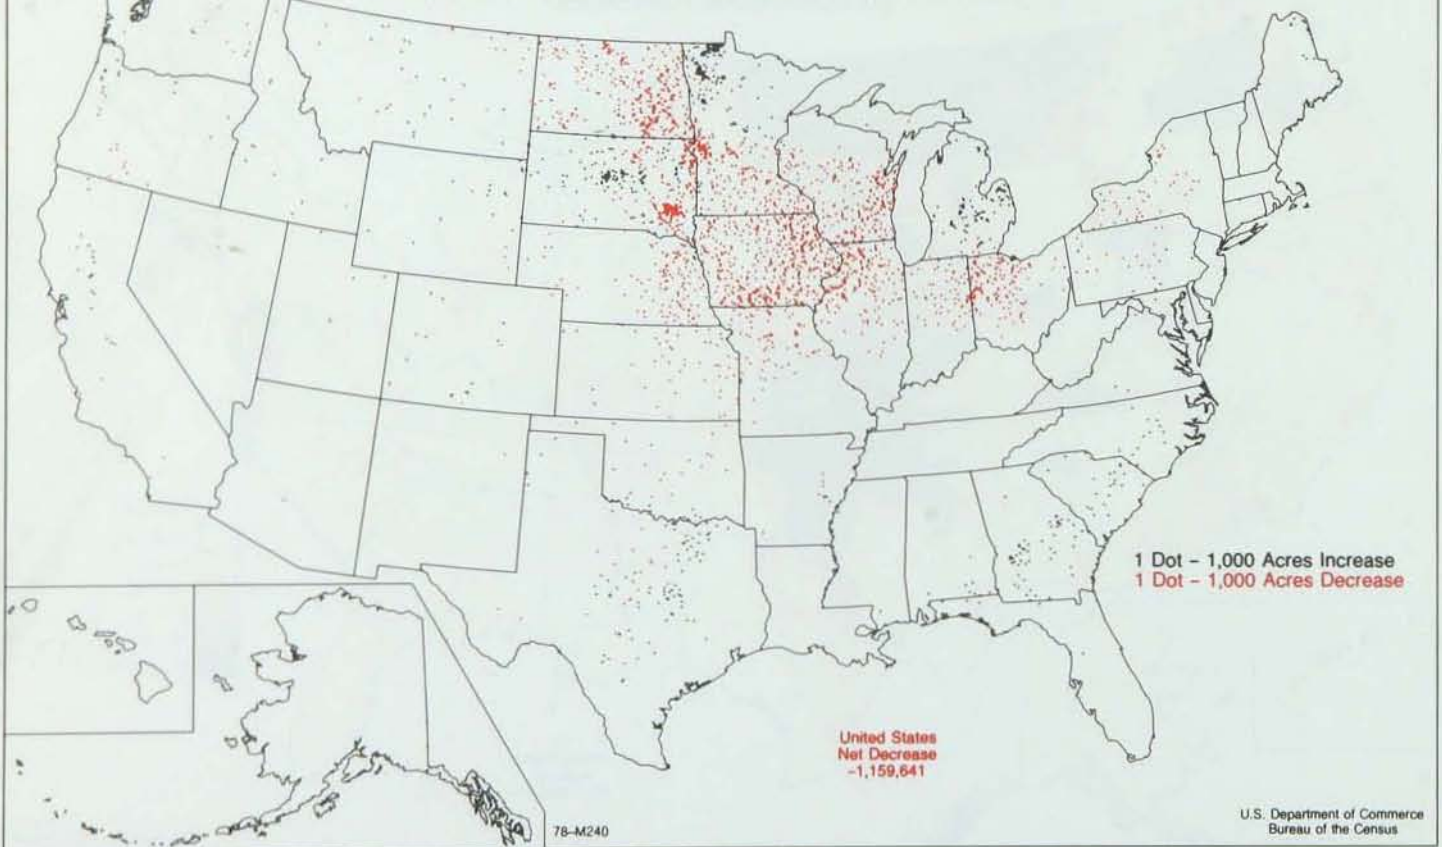 1 Dot – 1,000 Acres Increase
1 Dot – 1,000 Acres Decrease
United States
Net Decrease
–1,159,641
78–M240
U.S. Department of Commerce
Bureau of the Census